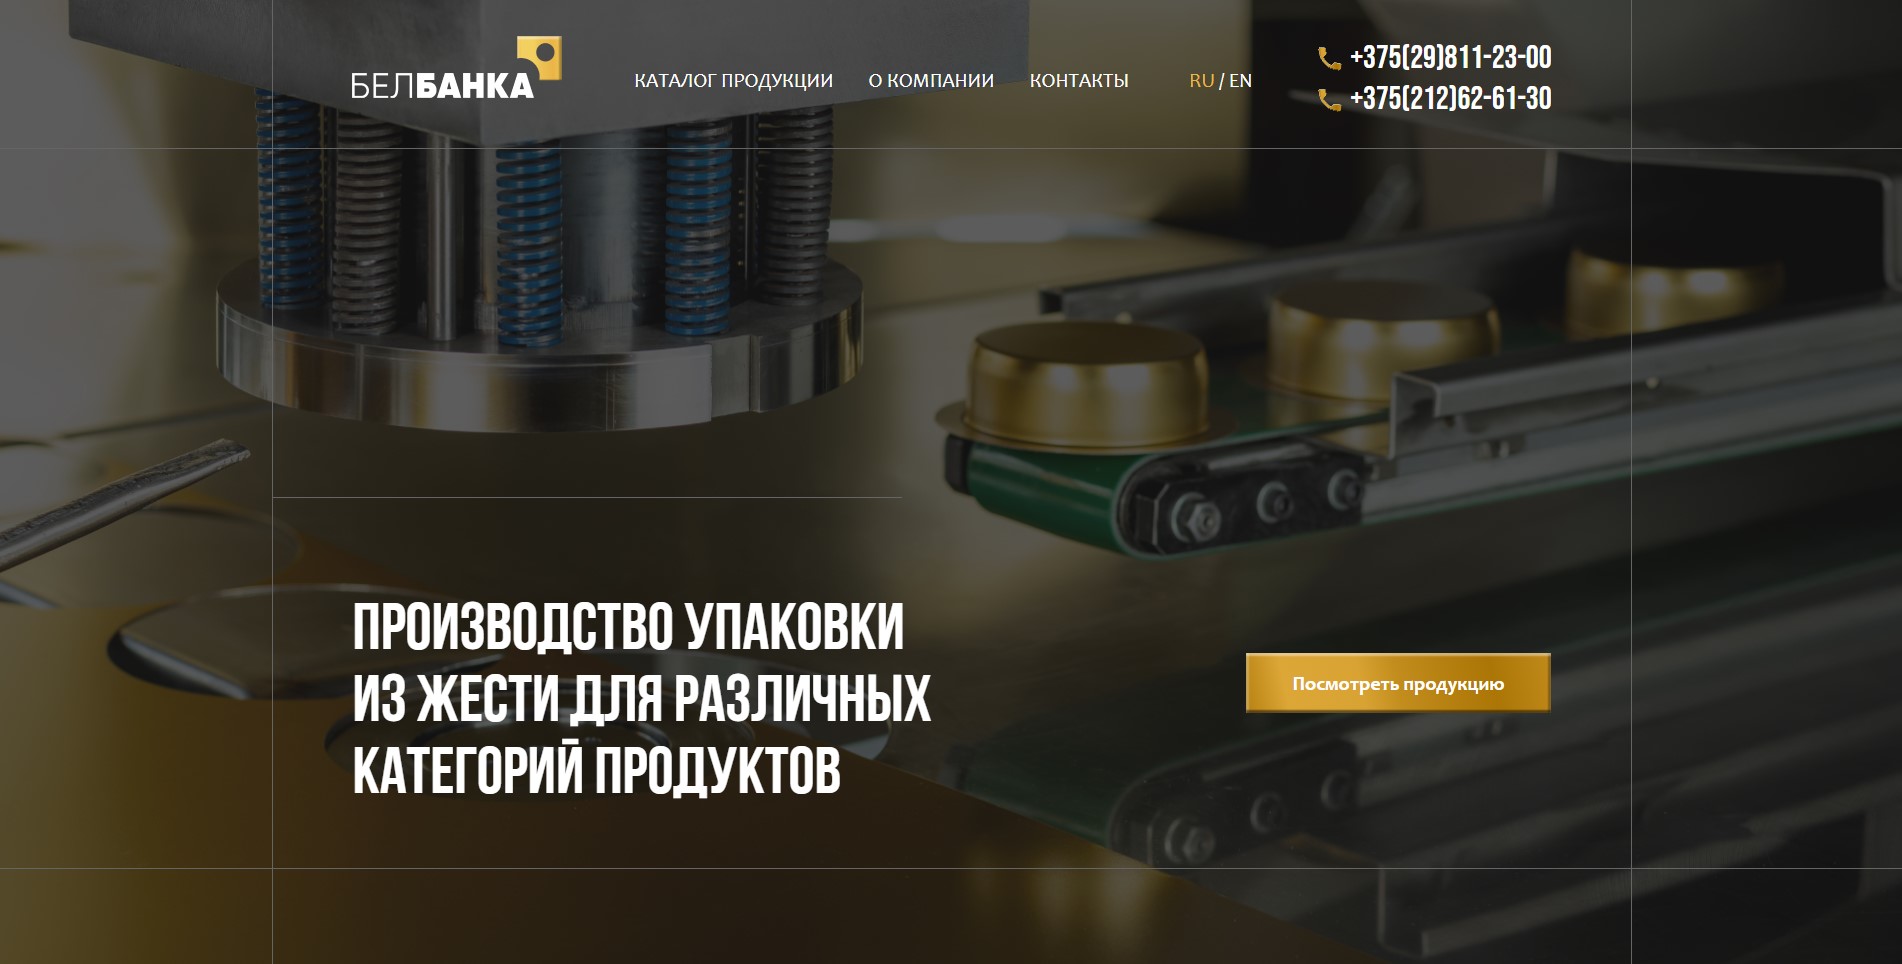 БЕЛБАНКА
КАТАЛОГ ПРОДУКЦИИ
О КОМПАНИИ
КОНТАКТЫ
RU / EN
+375(29)811-23-00
+375(212)62-61-30
ПРОИЗВОДСТВО УПАКОВКИ
ИЗ ЖЕСТИ ДЛЯ РАЗЛИЧНЫХ
КАТЕГОРИЙ ПРОДУКТОВ
Посмотреть продукцию